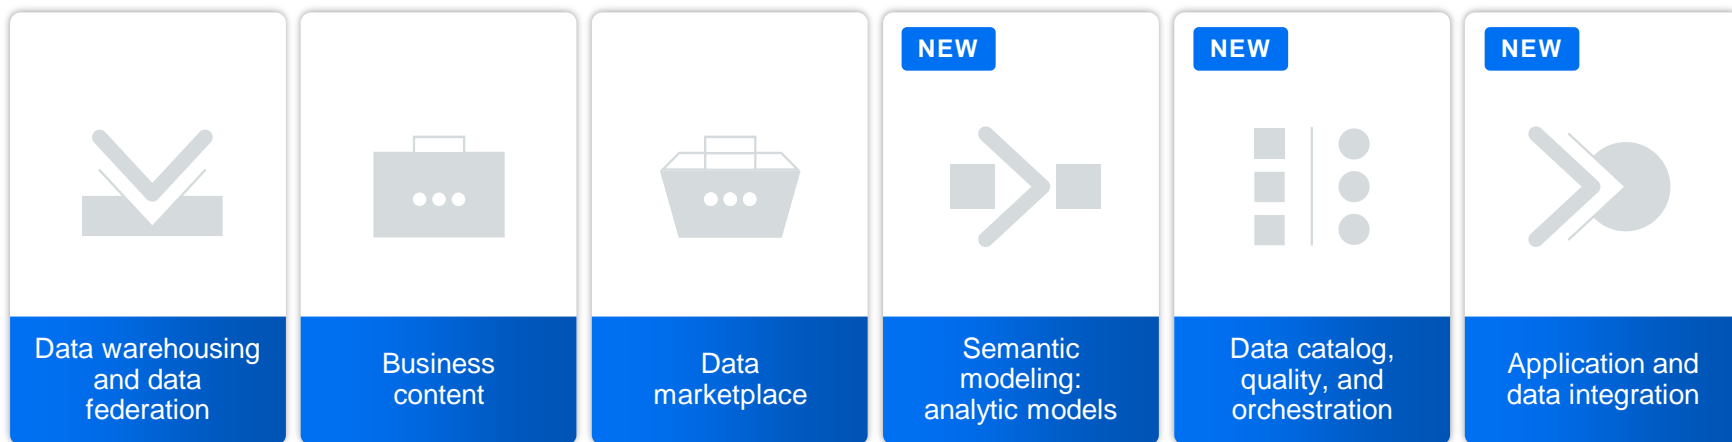 Data warehousing
and data
federation
Business
content
Data
marketplace
NEW
Semantic
modeling:
analytic models
NEW
Data catalog,
quality, and
orchestration
NEW
Application and
data integration